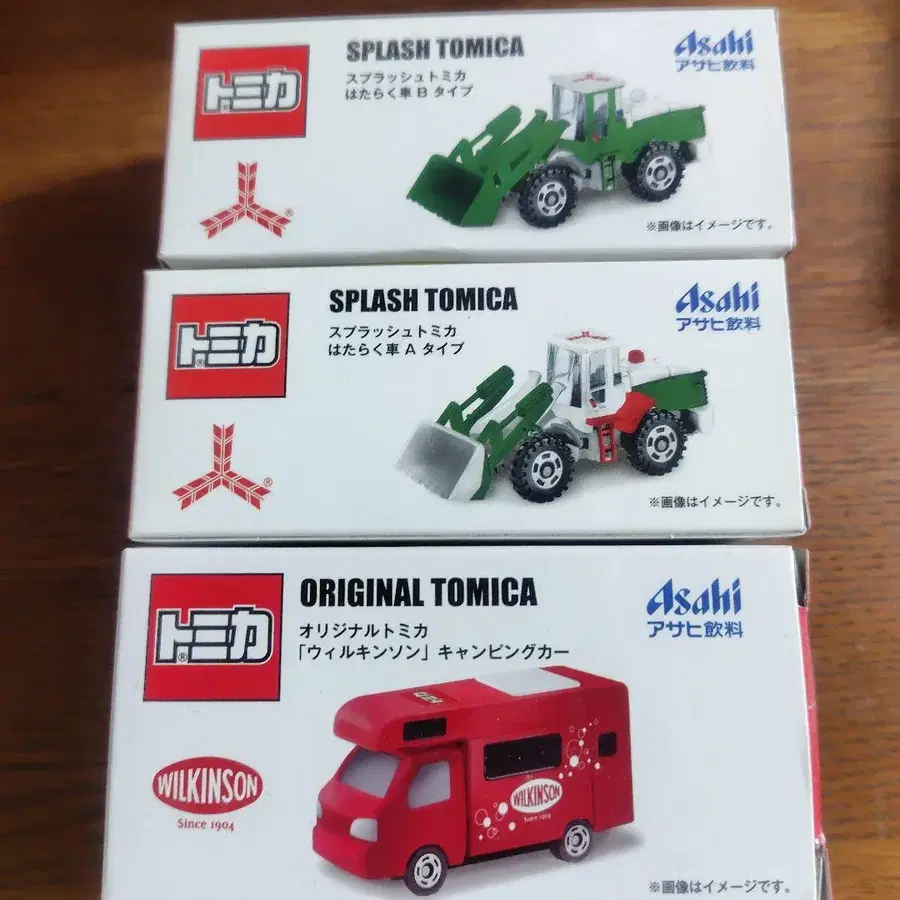 トミカ®
SPLASH TOMICA
スプラッシュトミカ
はたらく車 B タイプ
Asahi
アサヒ飲料
®
※画像はイメージです。
トミカ®
SPLASH TOMICA
スプラッシュトミカ
はたらく車 A タイプ
Asahi
アサヒ飲料
®
※画像はイメージです。
トミカ®
ORIGINAL TOMICA
オリジナルトミカ
「ウィルキンソン」キャンピングカー
Asahi
アサヒ飲料
WILKINSON
Since 1904
WILKINSON
Since 1904
※画像はイメージです。